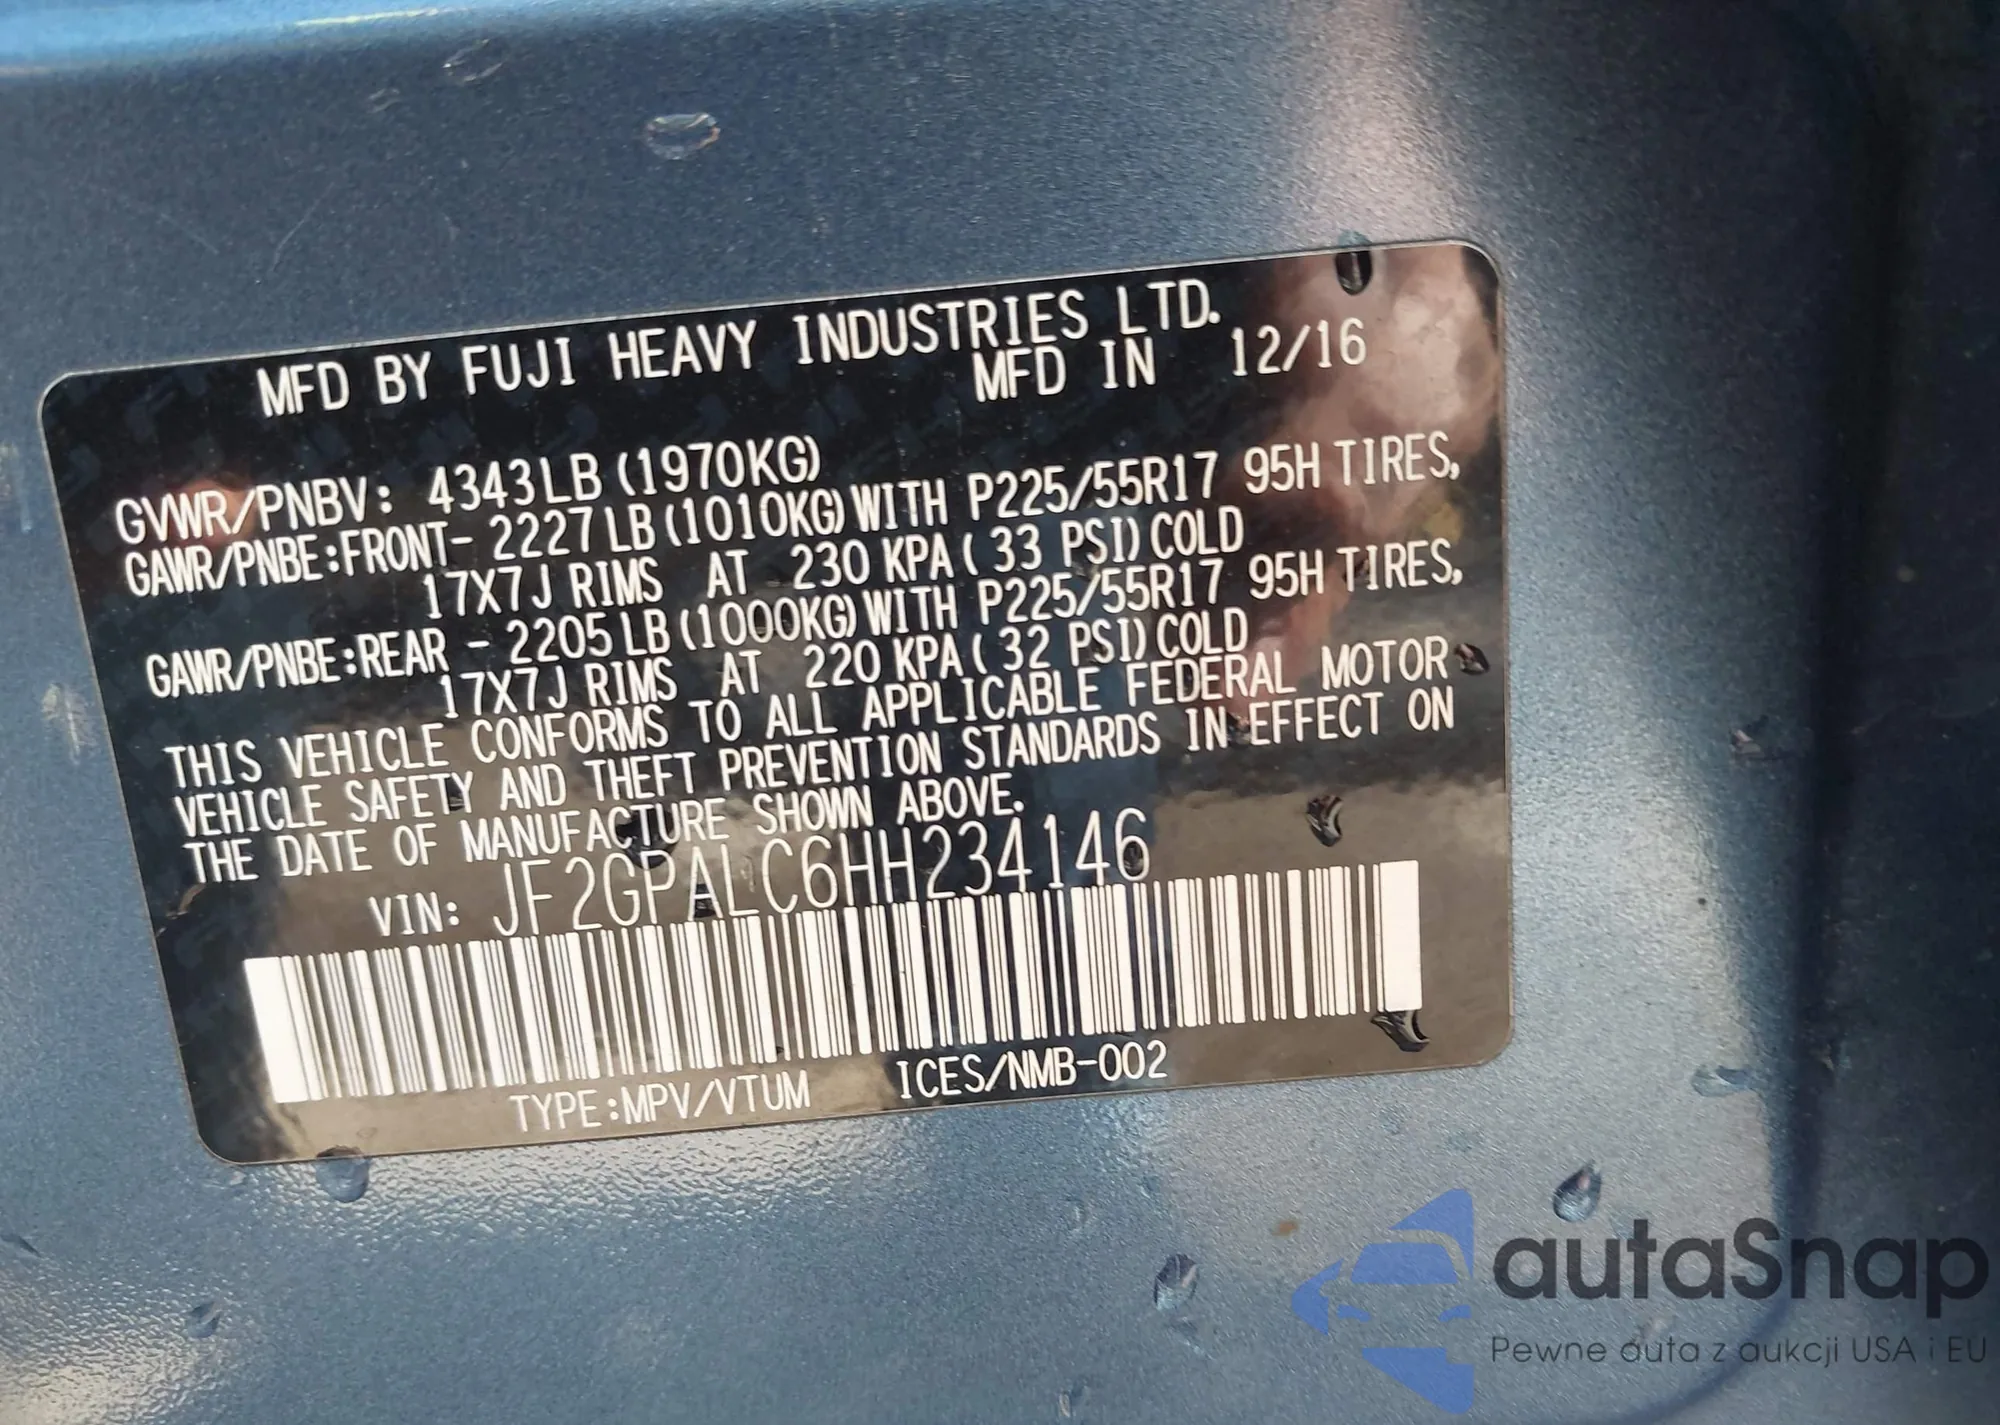 MFD BY FUJI HEAVY INDUSTRIES LTD.
MFD IN 12/16
GVWR/PNBV: 4343LB (1970KG)
GAWR/PNBE:FRONT- 2227LB (1010KG) WITH P225/55R17 95H TIRES,
17X7J RIMS AT 230 KPA ( 33 PSI) COLD
GAWR/PNBE:REAR - 2205LB (1000KG) WITH P225/55R17 95H TIRES,
17X7J RIMS AT 220 KPA ( 32 PSI) COLD
THIS VEHICLE CONFORMS TO ALL APPLICABLE FEDERAL MOTOR
VEHICLE SAFETY AND THEFT PREVENTION STANDARDS IN EFFECT ON
THE DATE OF MANUFACTURE SHOWN ABOVE.
VIN: JF2GPALC6HH234146
TYPE:MPV/VTUM ICES/NMB-002
autaSnap
Pewne auta z aukcji USA i EU